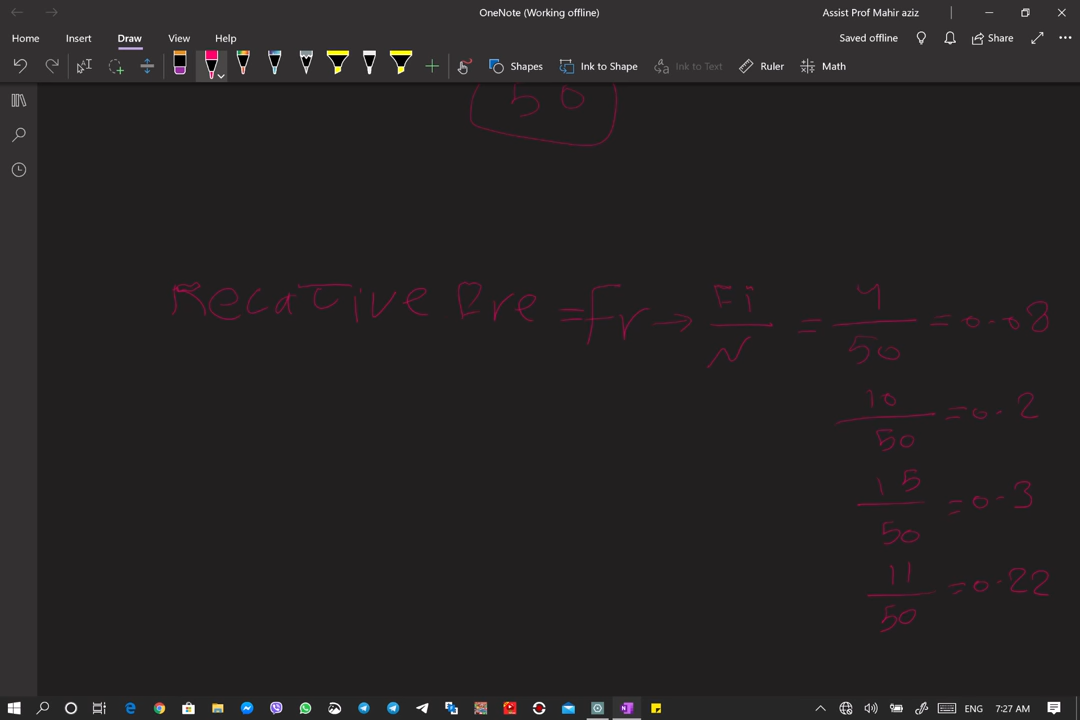 OneNote (Working offline)
Assist Prof Mahir aziz
Home Insert Draw View Help
Saved offline
Share
Shapes
Ink to Shape
Ink to Text
Ruler
Math
50
Recative Fre = Fr → Fi / N = 4 / 50 = 0.08
10 / 50 = 0.2
15 / 50 = 0.3
11 / 50 = 0.22
ENG 7:27 AM